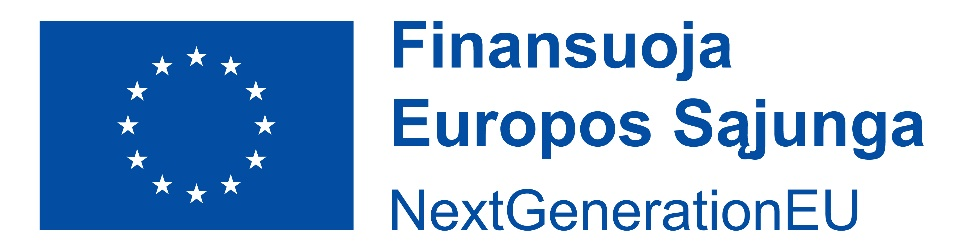 Finansuoja
Europos Sąjunga
NextGenerationEU